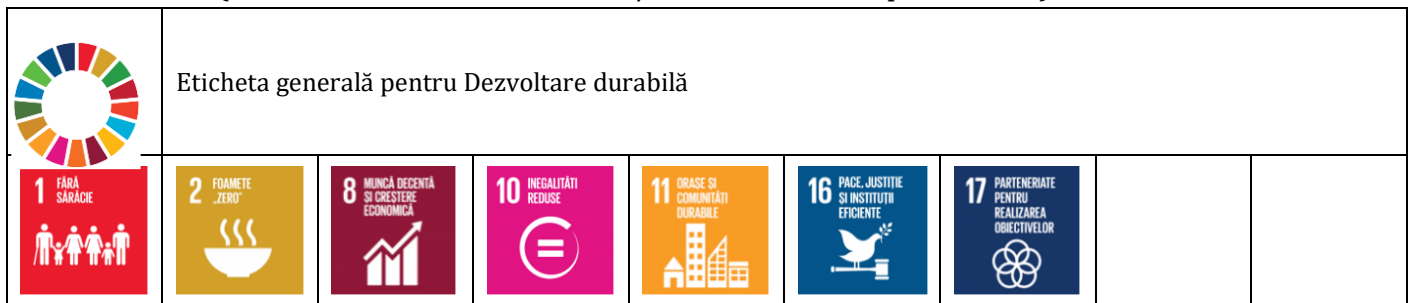 Eticheta generală pentru Dezvoltare durabilă
1 FĂRĂ
SĂRĂCIE
2 FOAMETE
„ZERO”
8 MUNCĂ DECENTĂ
ȘI CREȘTERE
ECONOMICĂ
10 INEGALITĂȚI
REDUSE
11 ORAȘE ȘI
COMUNITĂȚI
DURABILE
16 PACE, JUSTIȚIE
ȘI INSTITUȚII
EFICIENTE
17 PARTENERIATE
PENTRU
REALIZAREA
OBIECTIVELOR